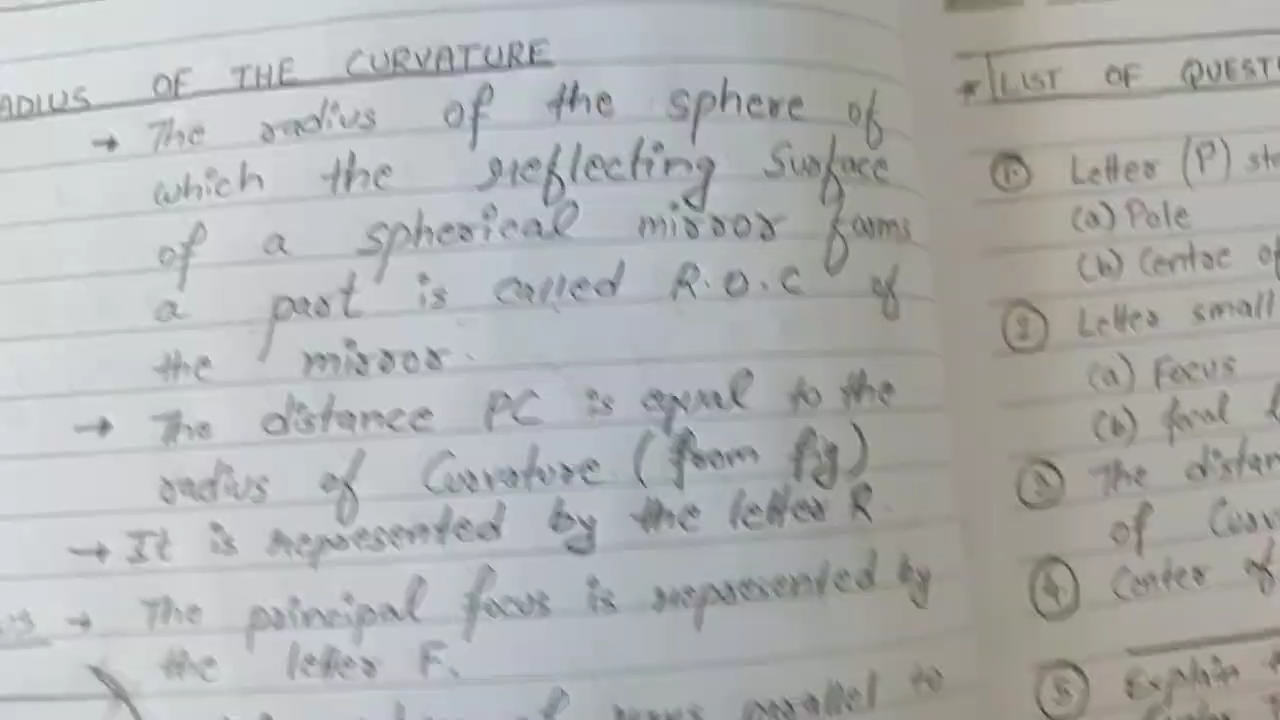 ADIUS OF THE CURVATURE
→ The radius of the sphere of
which the reflecting surface
of a spherical mirror forms
a part is called R.O.C of
the mirror.
→ The distance PC is equal to the
radius of Curvature (from fig)
→ It is represented by the letter R.
→ The principal focus is represented by
the letter F.
parallel to
LIST OF QUEST
① Letter (P) st
(a) Pole
(b) Centre of
② Letter small
(a) Focus
(b) focal
③ The distan
of Curv
④ Center of
⑤ Explain